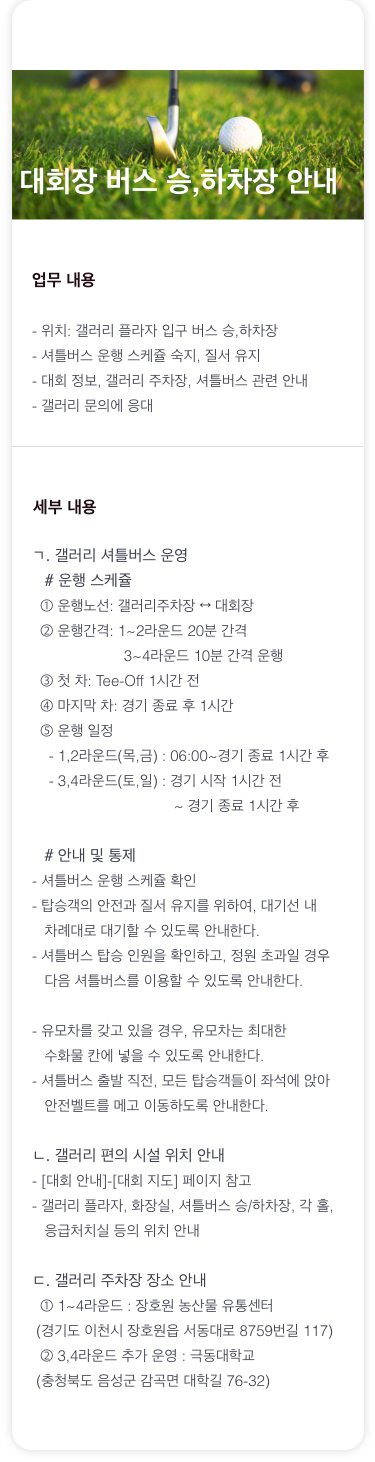 대회장 버스 승,하차장 안내
업무 내용
- 위치: 갤러리 플라자 입구 버스 승,하차장
- 셔틀버스 운행 스케쥴 숙지, 질서 유지
- 대회 정보, 갤러리 주차장, 셔틀버스 관련 안내
- 갤러리 문의에 응대
세부 내용
ㄱ. 갤러리 셔틀버스 운영
# 운행 스케쥴
① 운행노선: 갤러리주차장 ↔ 대회장
② 운행간격: 1~2라운드 20분 간격
3~4라운드 10분 간격 운행
③ 첫 차: Tee-Off 1시간 전
④ 마지막 차: 경기 종료 후 1시간
⑤ 운행 일정
- 1,2라운드(목,금) : 06:00~경기 종료 1시간 후
- 3,4라운드(토,일) : 경기 시작 1시간 전
~ 경기 종료 1시간 후
# 안내 및 통제
- 셔틀버스 운행 스케쥴 확인
- 탑승객의 안전과 질서 유지를 위하여, 대기선 내
차례대로 대기할 수 있도록 안내한다.
- 셔틀버스 탑승 인원을 확인하고, 정원 초과일 경우
다음 셔틀버스를 이용할 수 있도록 안내한다.
- 유모차를 갖고 있을 경우, 유모차는 최대한
수화물 칸에 넣을 수 있도록 안내한다.
- 셔틀버스 출발 직전, 모든 탑승객들이 좌석에 앉아
안전벨트를 메고 이동하도록 안내한다.
ㄴ. 갤러리 편의 시설 위치 안내
- [대회 안내]-[대회 지도] 페이지 참고
- 갤러리 플라자, 화장실, 셔틀버스 승/하차장, 각 홀,
응급처치실 등의 위치 안내
ㄷ. 갤러리 주차장 장소 안내
① 1~4라운드 : 장호원 농산물 유통센터
(경기도 이천시 장호원읍 서동대로 8759번길 117)
② 3,4라운드 추가 운영 : 극동대학교
(충청북도 음성군 감곡면 대학길 76-32)